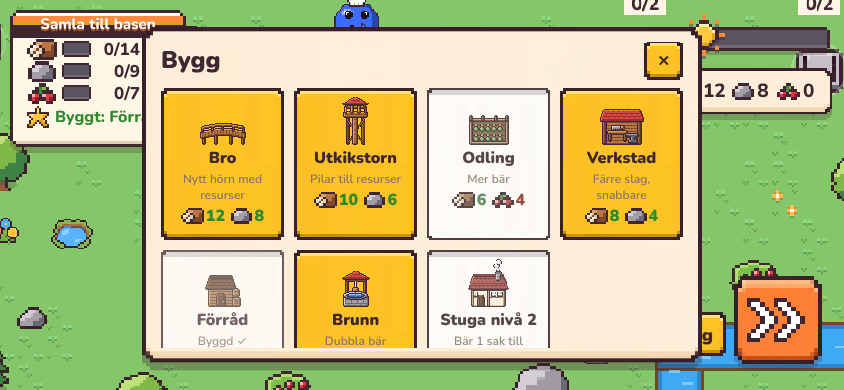 0/2
0/2
Samla till basen
0/14
0/9
0/7
Byggt: Förr
Bygg
×
12 8 0
Bro
Nytt hörn med
resurser
12 8
Utkikstorn
Pilar till resurser
10 6
Odling
Mer bär
6 4
Verkstad
Färre slag,
snabbare
8 4
Förråd
Byggd ✓
Brunn
Dubbla bär
Stuga nivå 2
Bär 1 sak till
g